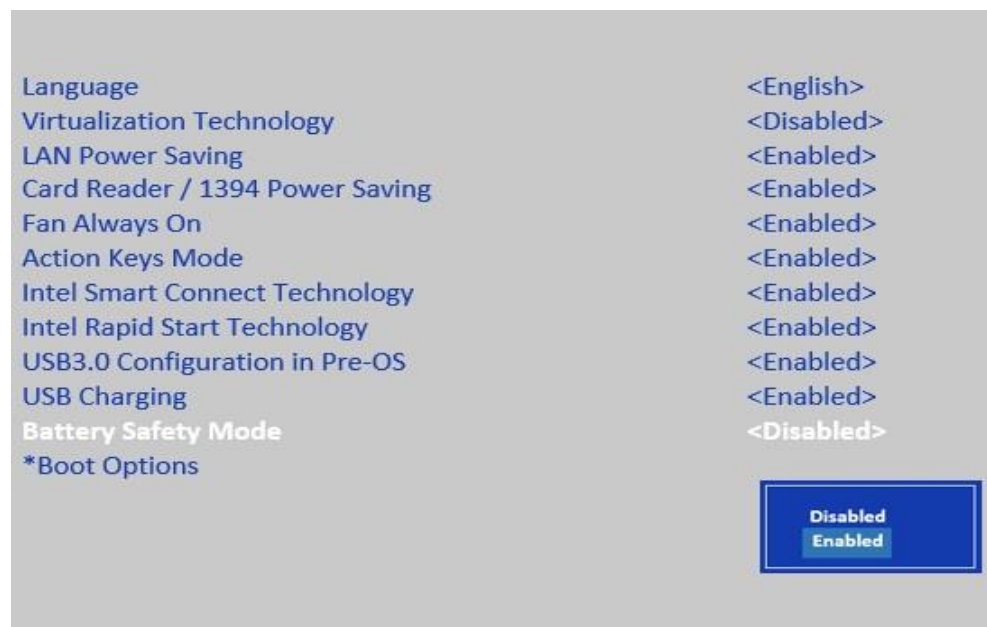 Language <English>
Virtualization Technology <Disabled>
LAN Power Saving <Enabled>
Card Reader / 1394 Power Saving <Enabled>
Fan Always On <Enabled>
Action Keys Mode <Enabled>
Intel Smart Connect Technology <Enabled>
Intel Rapid Start Technology <Enabled>
USB3.0 Configuration in Pre-OS <Enabled>
USB Charging <Enabled>
Battery Safety Mode <Disabled>
*Boot Options
Disabled
Enabled